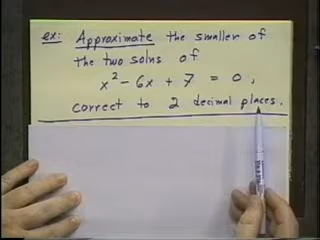 ex: Approximate the smaller of
the two solns of
x² - 6x + 7 = 0,
correct to 2 decimal places.